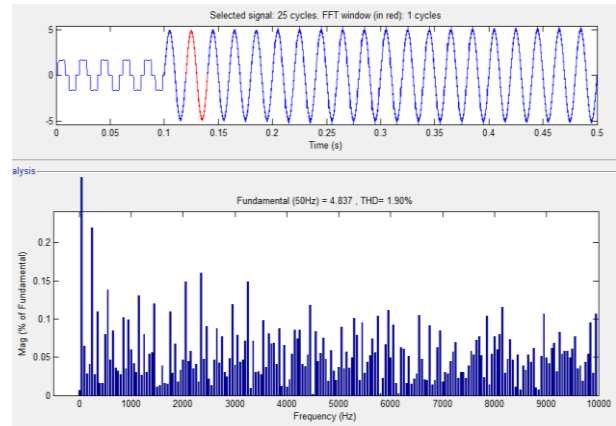 Selected signal: 25 cycles. FFT window (in red): 1 cycles
5
0
-5
0 0.05 0.1 0.15 0.2 0.25 0.3 0.35 0.4 0.45 0.5
Time (s)
alysis
Fundamental (50Hz) = 4.837 , THD= 1.90%
Mag (% of Fundamental)
0.2
0.15
0.1
0.05
0
0 1000 2000 3000 4000 5000 6000 7000 8000 9000 10000
Frequency (Hz)